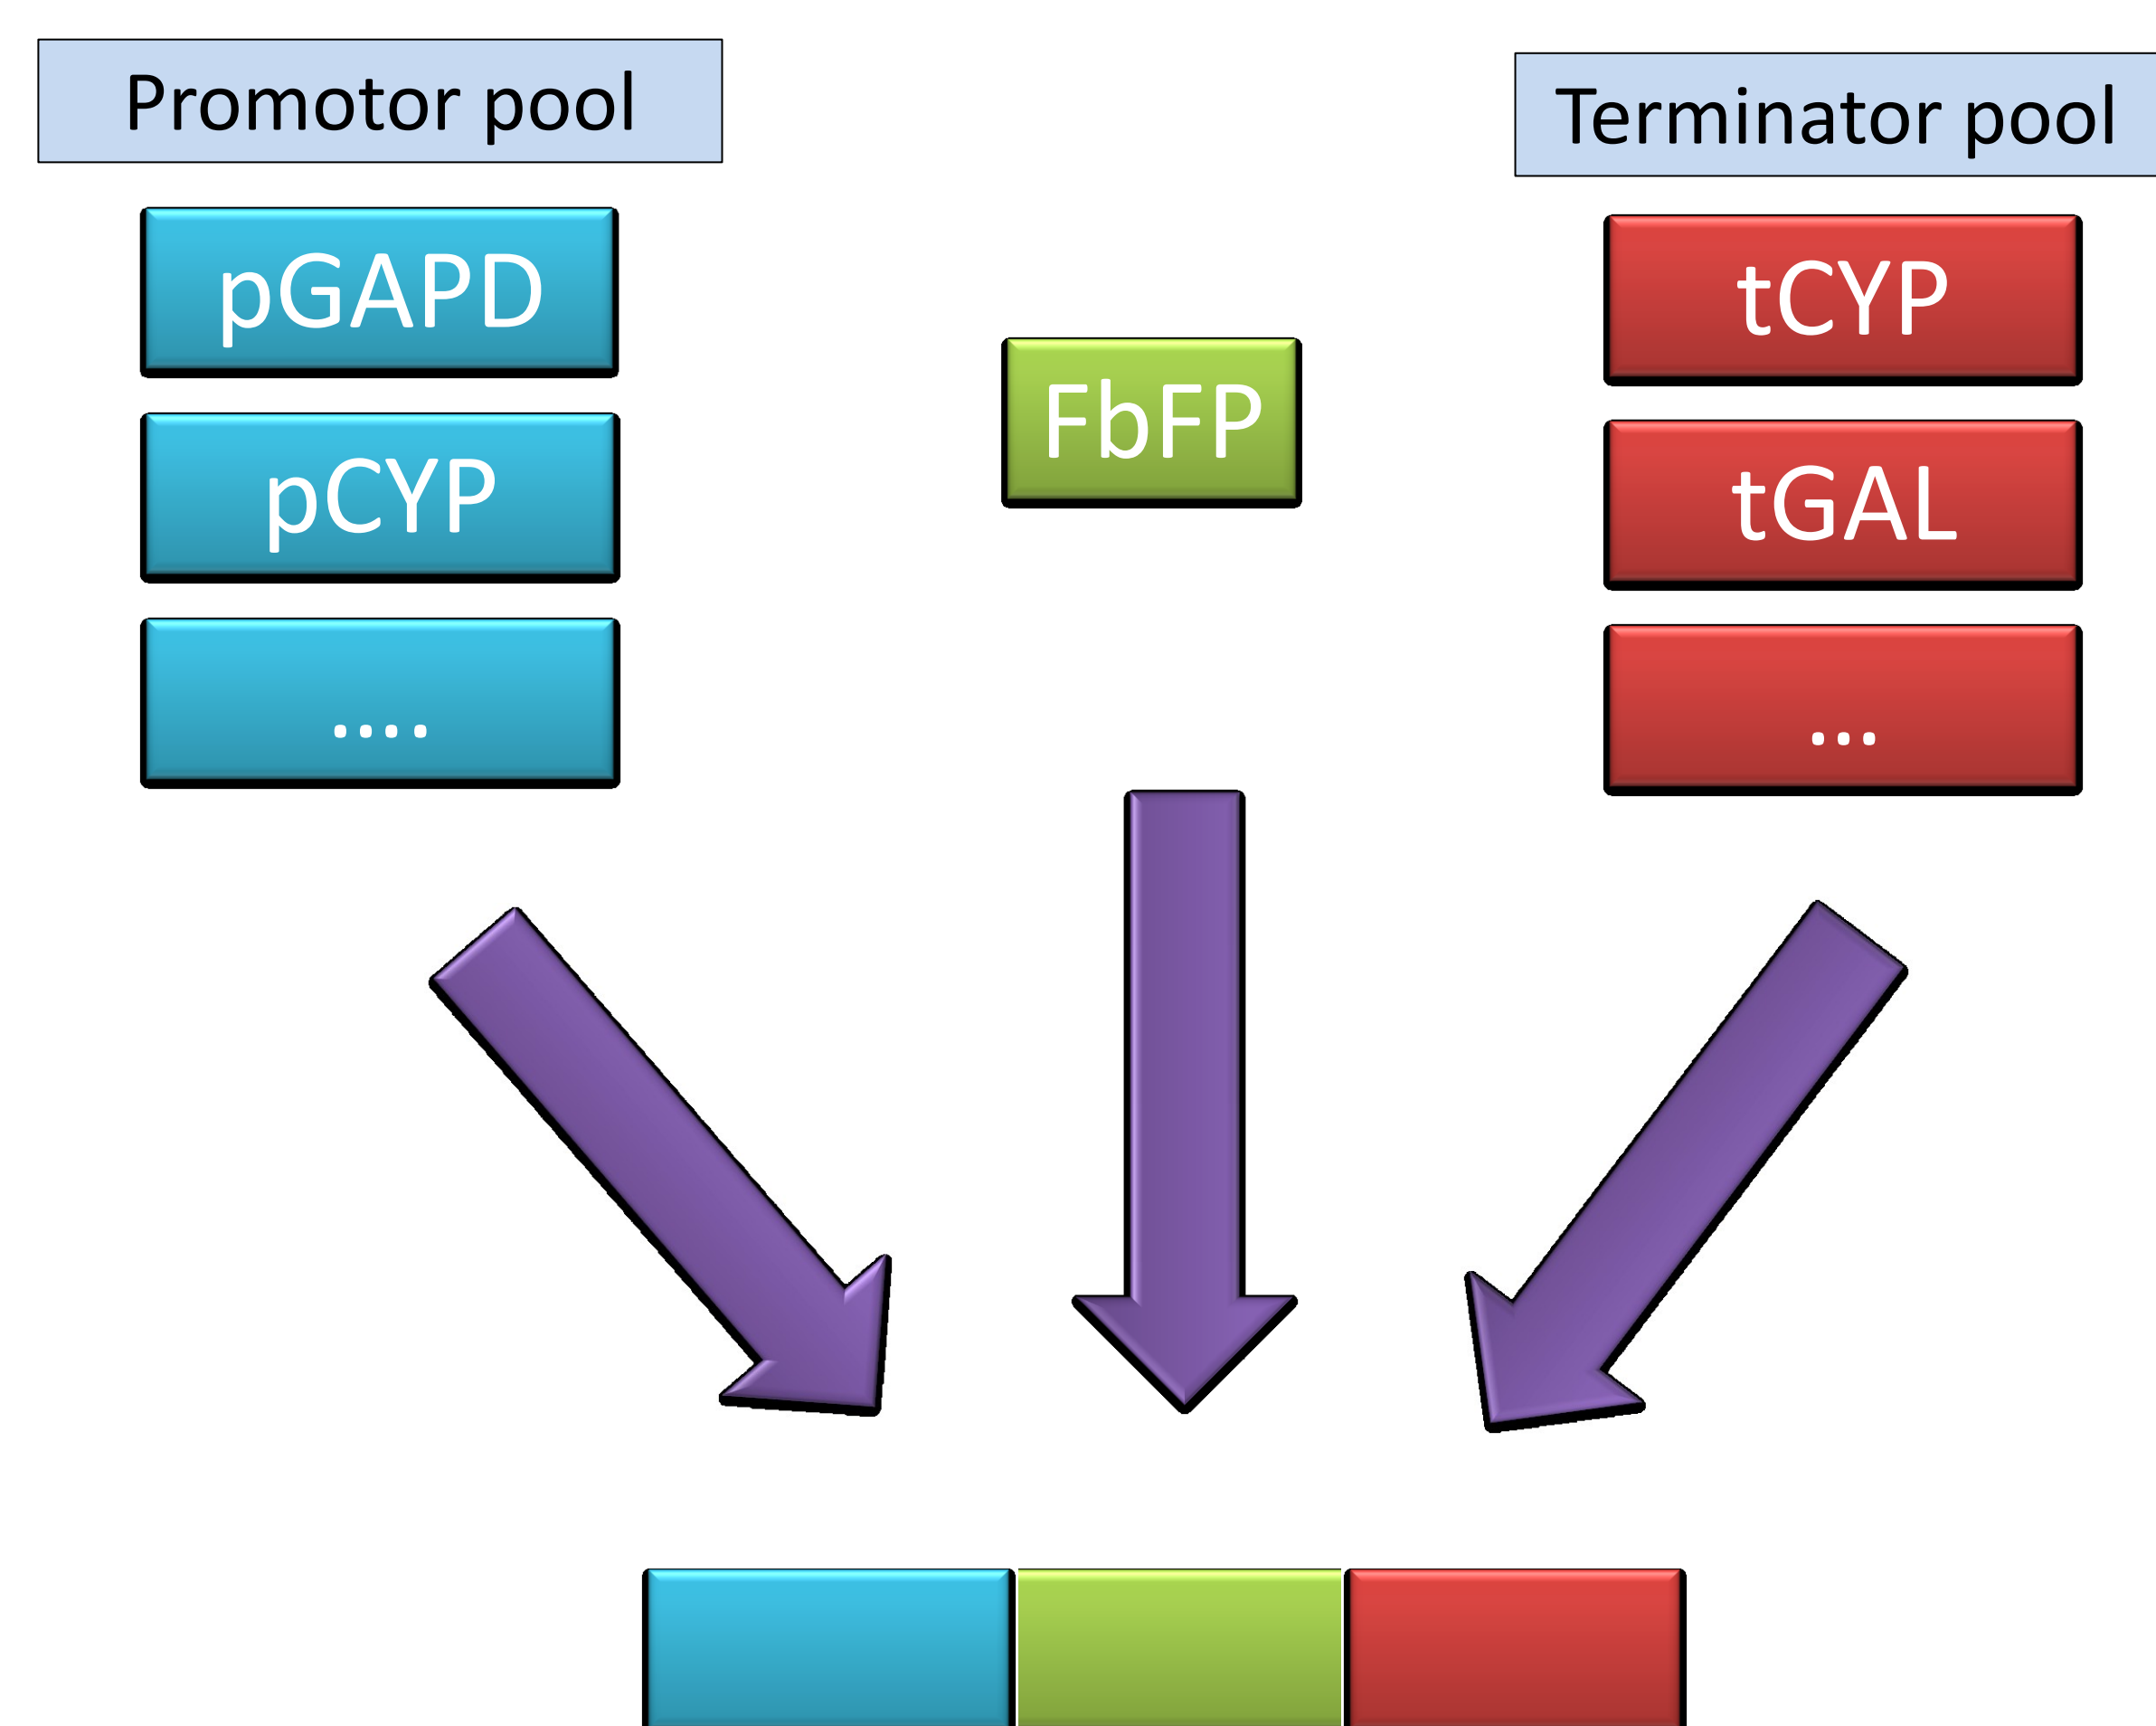 Promotor pool
pGAPD
pCYP
....
FbFP
Terminator pool
tCYP
tGAL
...